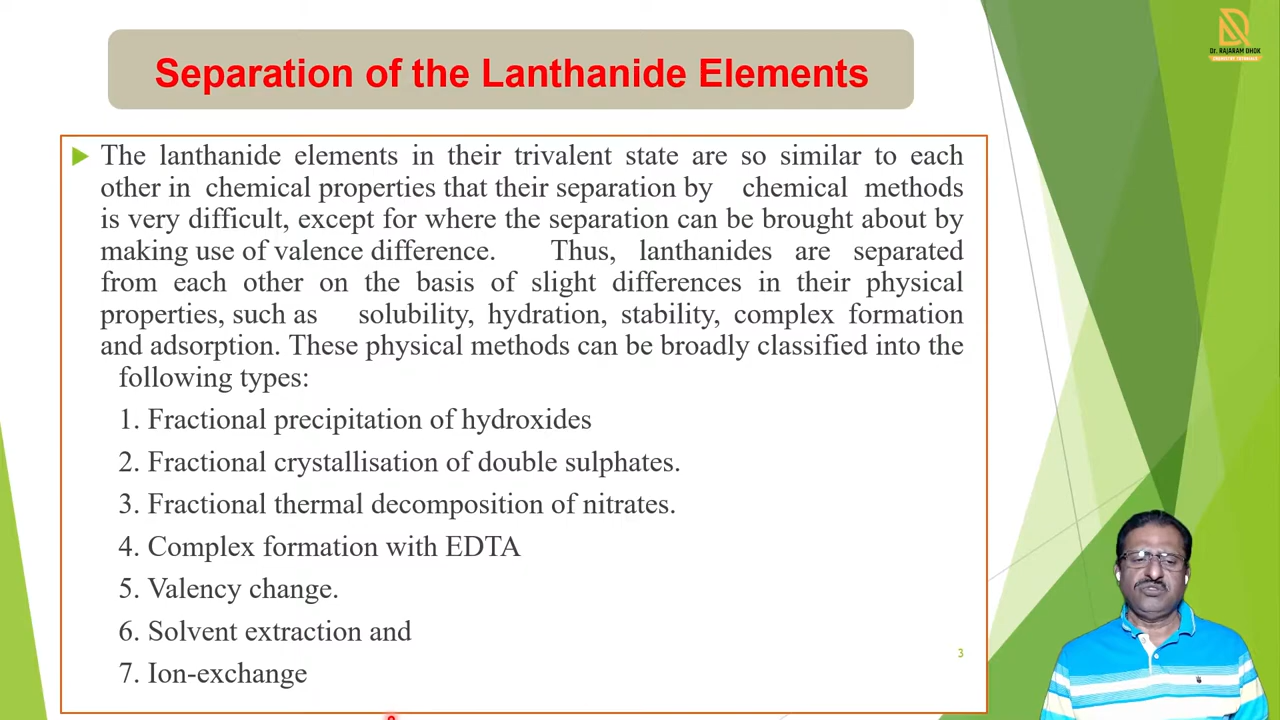 Separation of the Lanthanide Elements
Dr. RAJARAM DHOK
CHEMISTRY TUTORIALS
The lanthanide elements in their trivalent state are so similar to each
other in chemical properties that their separation by chemical methods
is very difficult, except for where the separation can be brought about by
making use of valence difference. Thus, lanthanides are separated
from each other on the basis of slight differences in their physical
properties, such as solubility, hydration, stability, complex formation
and adsorption. These physical methods can be broadly classified into the
following types:
1. Fractional precipitation of hydroxides
2. Fractional crystallisation of double sulphates.
3. Fractional thermal decomposition of nitrates.
4. Complex formation with EDTA
5. Valency change.
6. Solvent extraction and
7. Ion-exchange
3